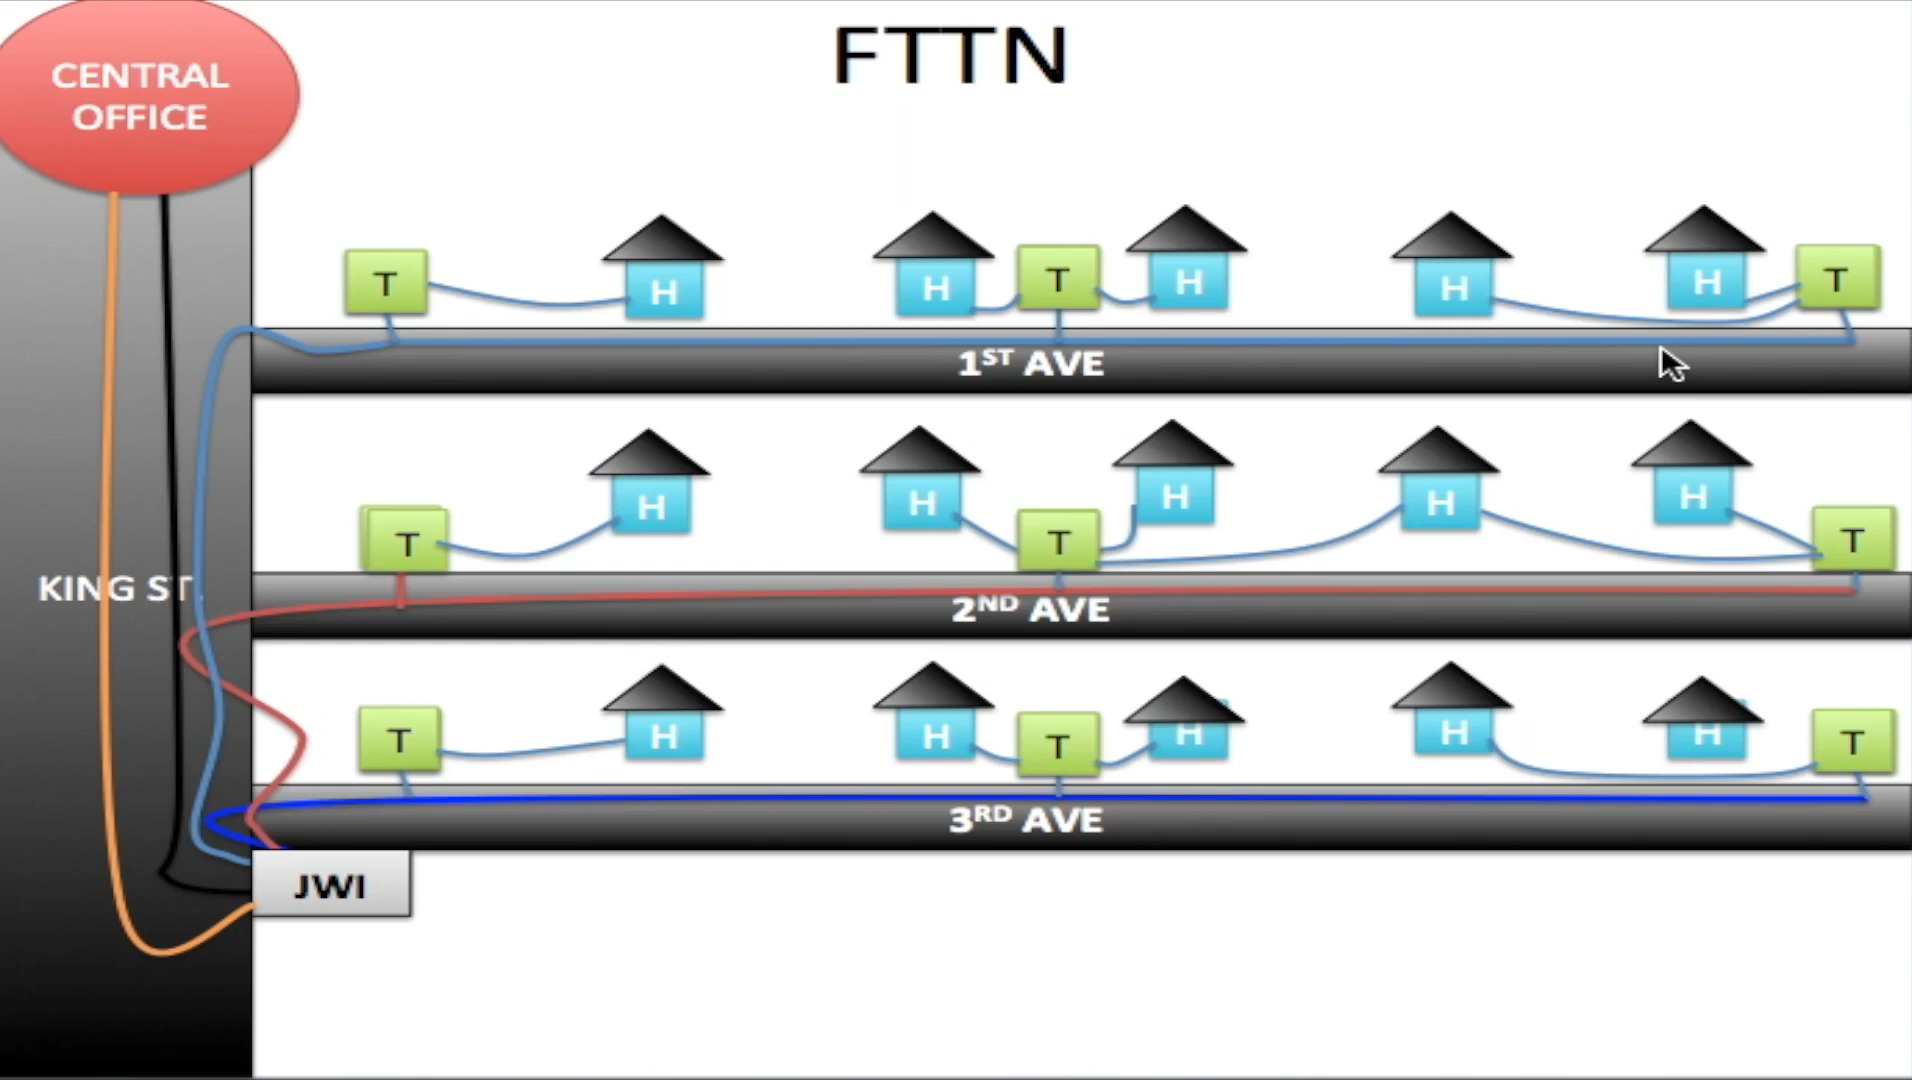 FTTN
CENTRAL
OFFICE
T H H T H H H T
1ST AVE
T H H T H H H T
KING ST.
2ND AVE
T H H T H H H T
3RD AVE
JWI